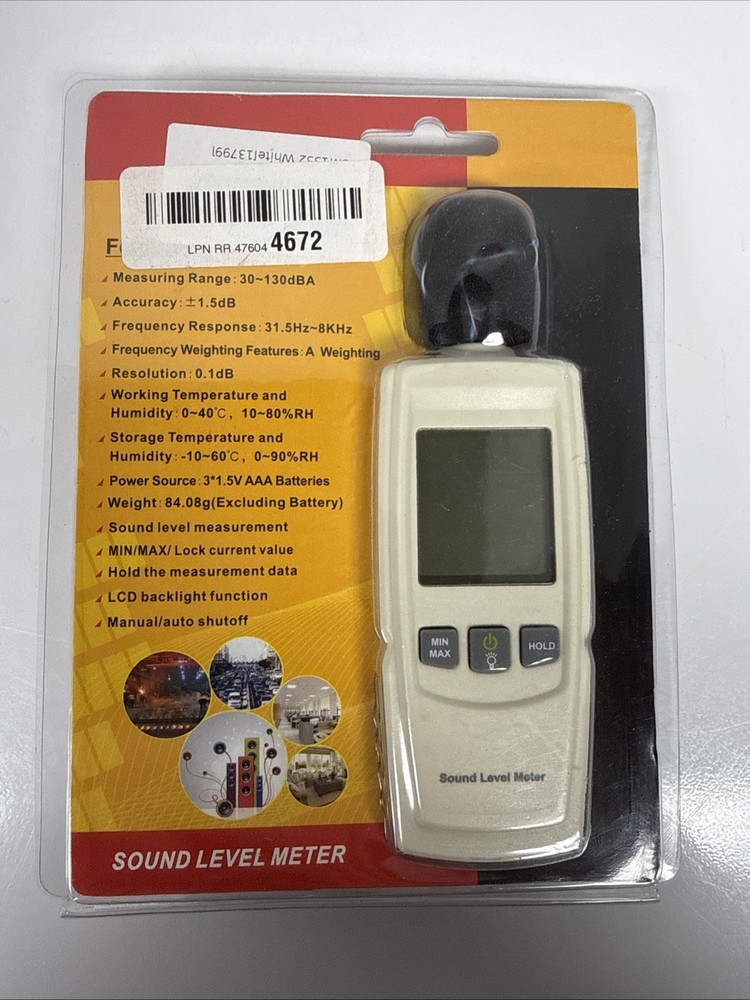 White[13799]
LPN RR 47604 4672
Measuring Range: 30~130dBA
Accuracy: ±1.5dB
Frequency Response: 31.5Hz~8KHz
Frequency Weighting Features: A Weighting
Resolution: 0.1dB
Working Temperature and
Humidity: 0~40℃, 10~80%RH
Storage Temperature and
Humidity: -10~60℃, 0~90%RH
Power Source: 3*1.5V AAA Batteries
Weight: 84.08g(Excluding Battery)
Sound level measurement
MIN/MAX/ Lock current value
Hold the measurement data
LCD backlight function
Manual/auto shutoff
MIN
MAX
HOLD
Sound Level Meter
SOUND LEVEL METER